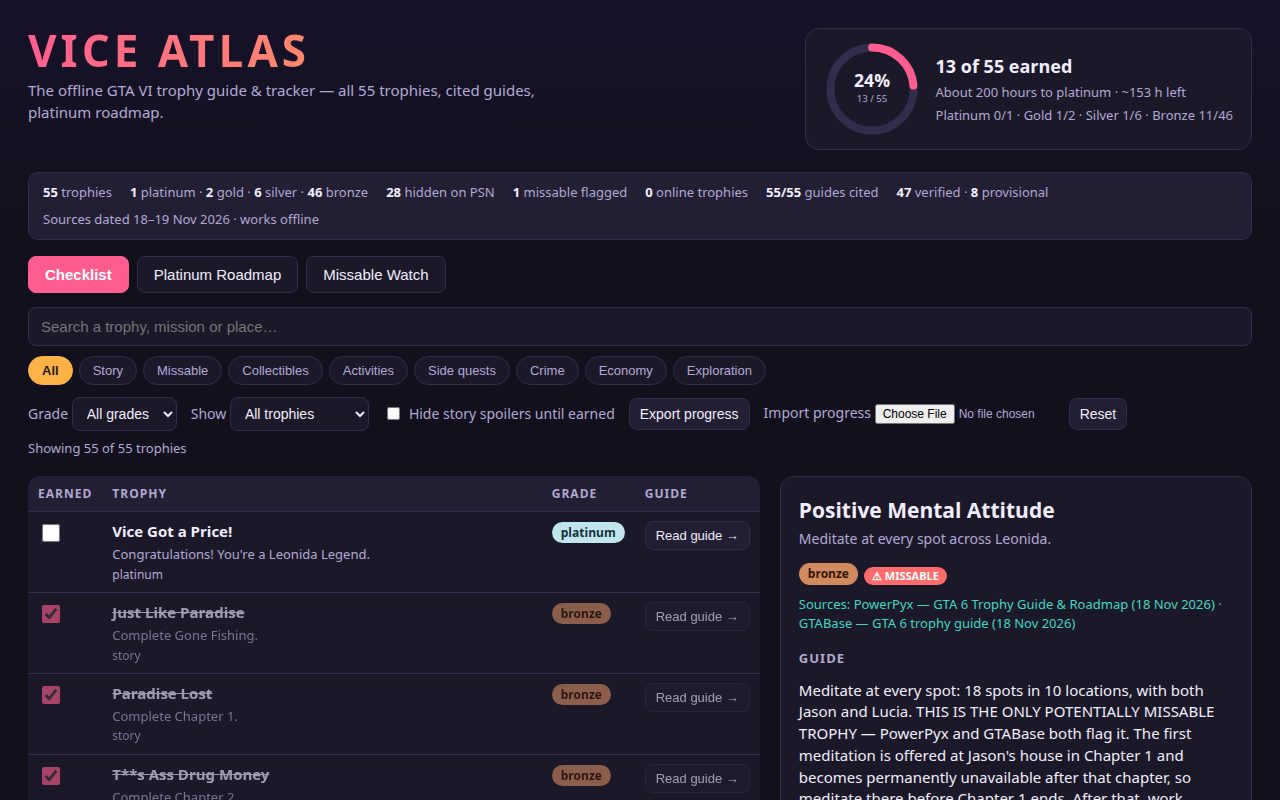 VICE ATLAS
The offline GTA VI trophy guide & tracker — all 55 trophies, cited guides,
platinum roadmap.
24%
13 / 55
13 of 55 earned
About 200 hours to platinum · ~153 h left
Platinum 0/1 · Gold 1/2 · Silver 1/6 · Bronze 11/46
55 trophies 1 platinum · 2 gold · 6 silver · 46 bronze 28 hidden on PSN 1 missable flagged 0 online trophies 55/55 guides cited 47 verified · 8 provisional
Sources dated 18–19 Nov 2026 · works offline
Checklist Platinum Roadmap Missable Watch
Search a trophy, mission or place…
All Story Missable Collectibles Activities Side quests Crime Economy Exploration
Grade All grades Show All trophies Hide story spoilers until earned Export progress Import progress Choose File No file chosen Reset
Showing 55 of 55 trophies
EARNED TROPHY GRADE GUIDE
Vice Got a Price! platinum Read guide →
Congratulations! You're a Leonida Legend.
platinum
Just Like Paradise bronze Read guide →
Complete Gone Fishing.
story
Paradise Lost bronze Read guide →
Complete Chapter 1.
story
T**s Ass Drug Money bronze Read guide →
Complete Chapter 2.
Positive Mental Attitude
Meditate at every spot across Leonida.
bronze ⚠ MISSABLE
Sources: PowerPyx — GTA 6 Trophy Guide & Roadmap (18 Nov 2026) ·
GTABase — GTA 6 trophy guide (18 Nov 2026)
GUIDE
Meditate at every spot: 18 spots in 10 locations, with both
Jason and Lucia. THIS IS THE ONLY POTENTIALLY MISSABLE
TROPHY — PowerPyx and GTABase both flag it. The first
meditation is offered at Jason's house in Chapter 1 and
becomes permanently unavailable after that chapter, so
meditate there before Chapter 1 ends. After that, work